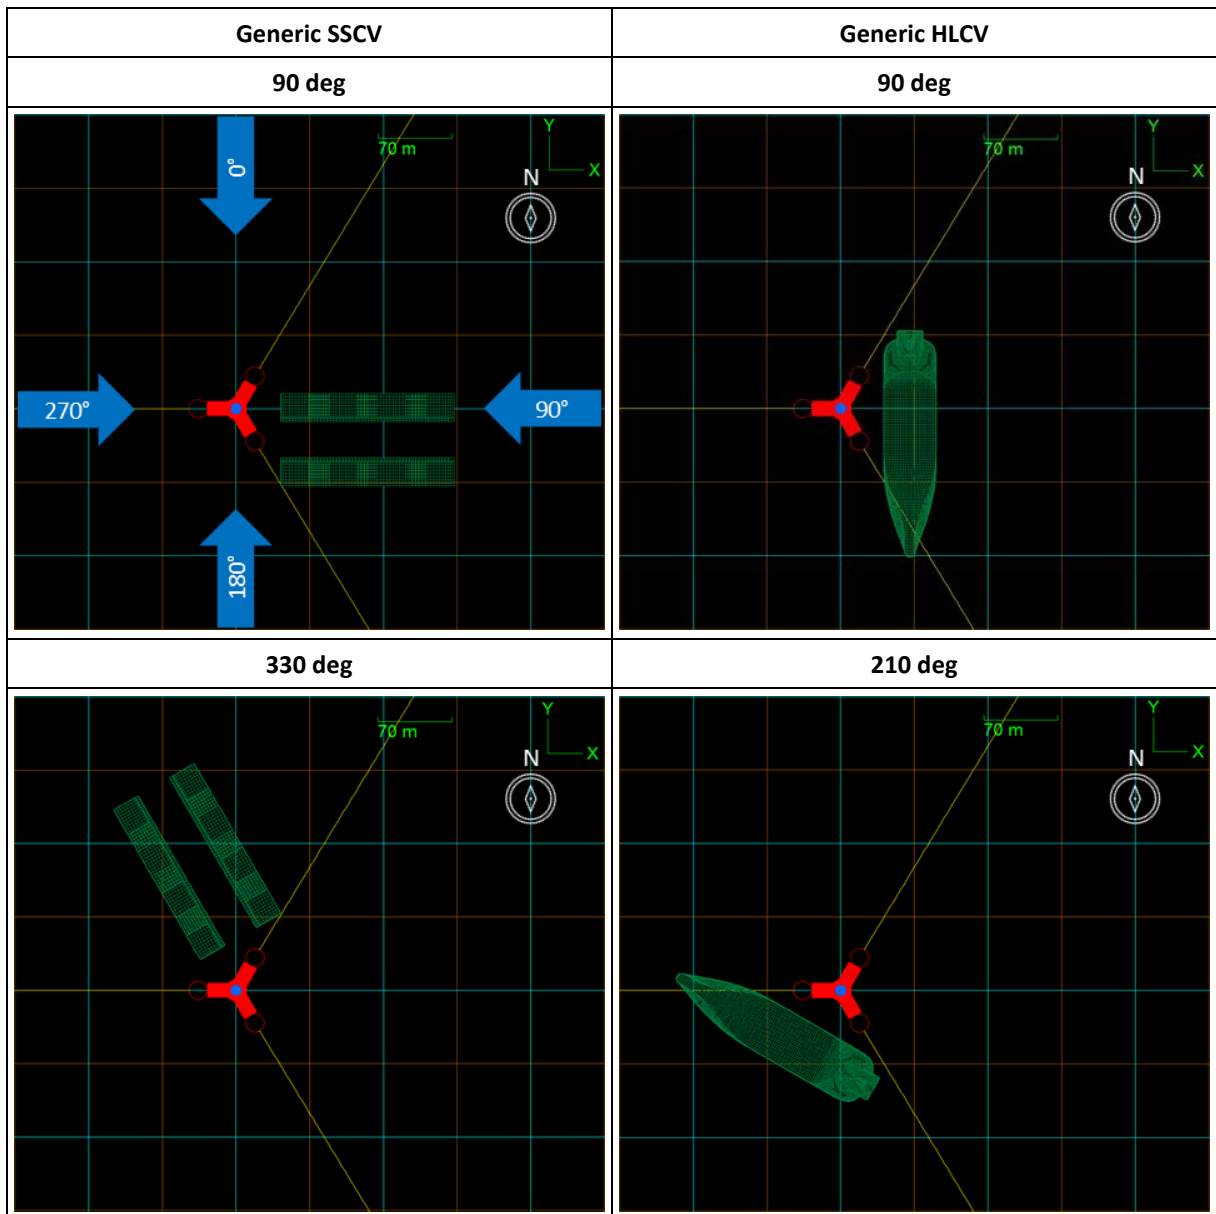 Generic SSCV
Generic HLCV
90 deg
90 deg
0°
70 m
Y
X
N
270°
90°
180°
70 m
Y
X
N
330 deg
210 deg
70 m
Y
X
N
70 m
Y
X
N